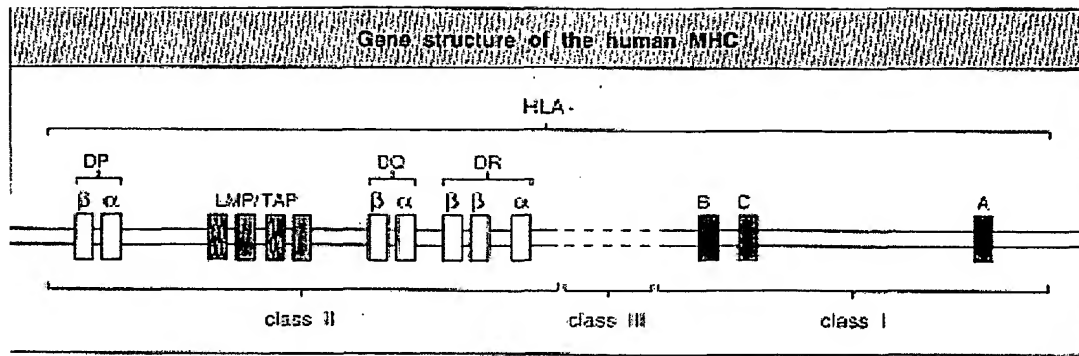 Gene structure of the human MHC
HLA-
DP DQ DR
β α LMP/TAP β α β β α B C A
class II class III class I